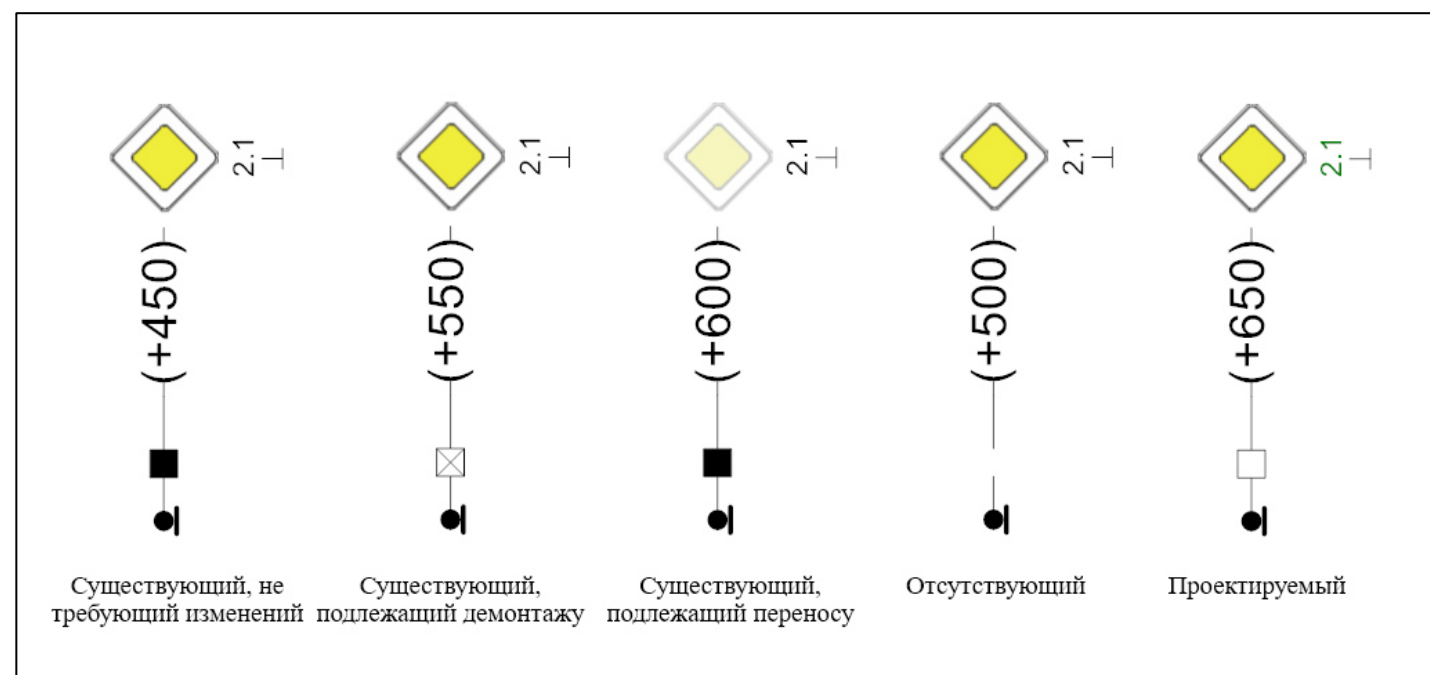 2.1
2.1
2.1
2.1
2.1
(+450)
(+550)
(+600)
(+500)
(+650)
Существующий, не
требующий изменений
Существующий,
подлежащий демонтажу
Существующий,
подлежащий переносу
Отсутствующий
Проектируемый